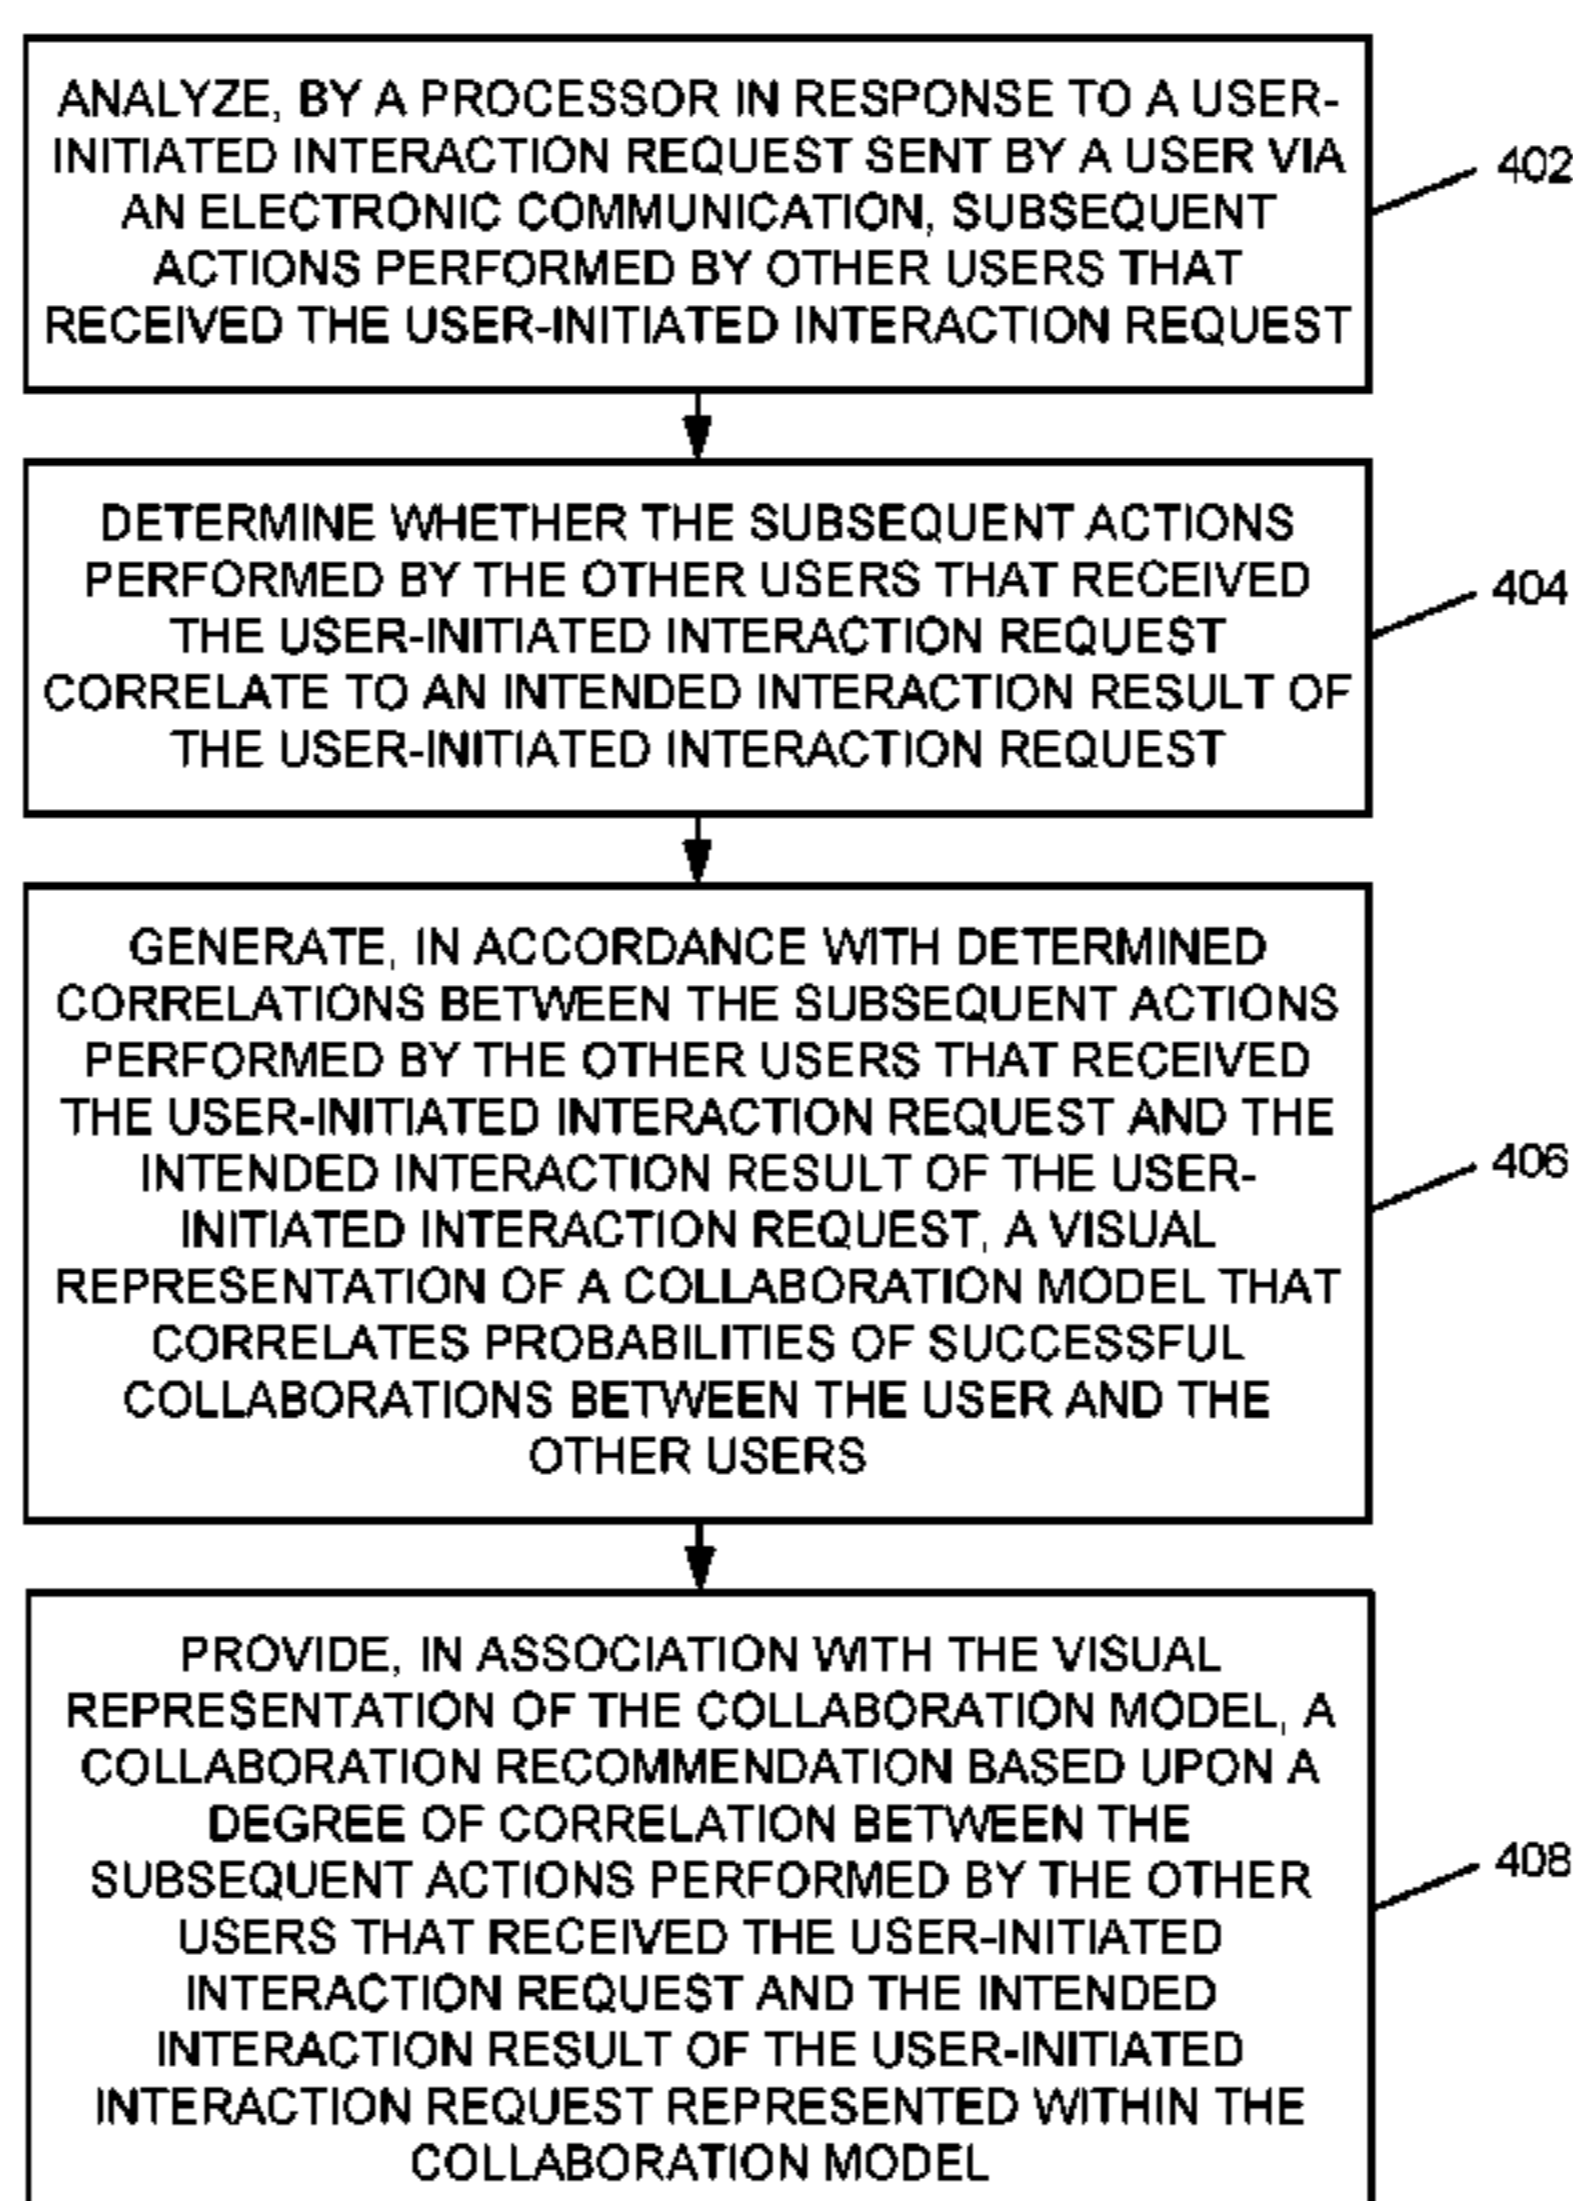 ANALYZE, BY A PROCESSOR IN RESPONSE TO A USER-
INITIATED INTERACTION REQUEST SENT BY A USER VIA
AN ELECTRONIC COMMUNICATION, SUBSEQUENT
ACTIONS PERFORMED BY OTHER USERS THAT
RECEIVED THE USER-INITIATED INTERACTION REQUEST
402
DETERMINE WHETHER THE SUBSEQUENT ACTIONS
PERFORMED BY THE OTHER USERS THAT RECEIVED
THE USER-INITIATED INTERACTION REQUEST
CORRELATE TO AN INTENDED INTERACTION RESULT OF
THE USER-INITIATED INTERACTION REQUEST
404
GENERATE, IN ACCORDANCE WITH DETERMINED
CORRELATIONS BETWEEN THE SUBSEQUENT ACTIONS
PERFORMED BY THE OTHER USERS THAT RECEIVED
THE USER-INITIATED INTERACTION REQUEST AND THE
INTENDED INTERACTION RESULT OF THE USER-
INITIATED INTERACTION REQUEST, A VISUAL
REPRESENTATION OF A COLLABORATION MODEL THAT
CORRELATES PROBABILITIES OF SUCCESSFUL
COLLABORATIONS BETWEEN THE USER AND THE
OTHER USERS
406
PROVIDE, IN ASSOCIATION WITH THE VISUAL
REPRESENTATION OF THE COLLABORATION MODEL, A
COLLABORATION RECOMMENDATION BASED UPON A
DEGREE OF CORRELATION BETWEEN THE
SUBSEQUENT ACTIONS PERFORMED BY THE OTHER
USERS THAT RECEIVED THE USER-INITIATED
INTERACTION REQUEST AND THE INTENDED
INTERACTION RESULT OF THE USER-INITIATED
INTERACTION REQUEST REPRESENTED WITHIN THE
COLLABORATION MODEL
408